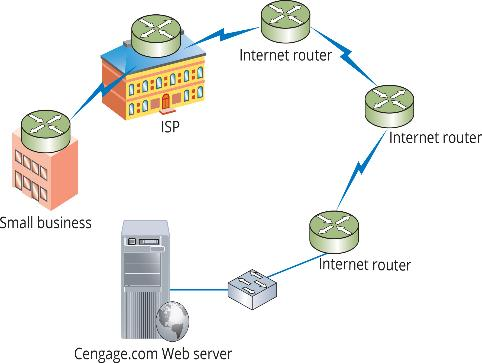 Internet router
ISP
Internet router
Small business
Internet router
Cengage.com Web server